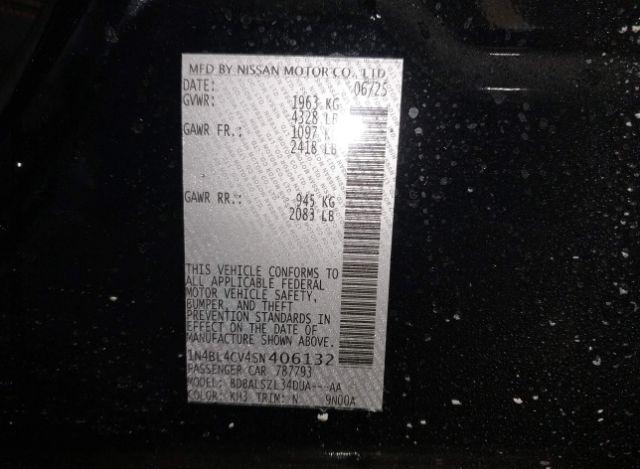 MFD BY NISSAN MOTOR CO., LTD
DATE: 06/25
GVWR: 1963 KG
4328 LB
GAWR FR.: 1097 K
2418 LB
GAWR RR.: 945 KG
2083 LB
THIS VEHICLE CONFORMS TO
ALL APPLICABLE FEDERAL
MOTOR VEHICLE SAFETY,
BUMPER, AND THEFT
PREVENTION STANDARDS IN
EFFECT ON THE DATE OF
MANUFACTURE SHOWN ABOVE.
1N4BL4CV4SN406132
PASSENGER CAR 787793
MODEL: BDBALSZL34DUA---AA
COLOR: KH3 TRIM: N 9N00A